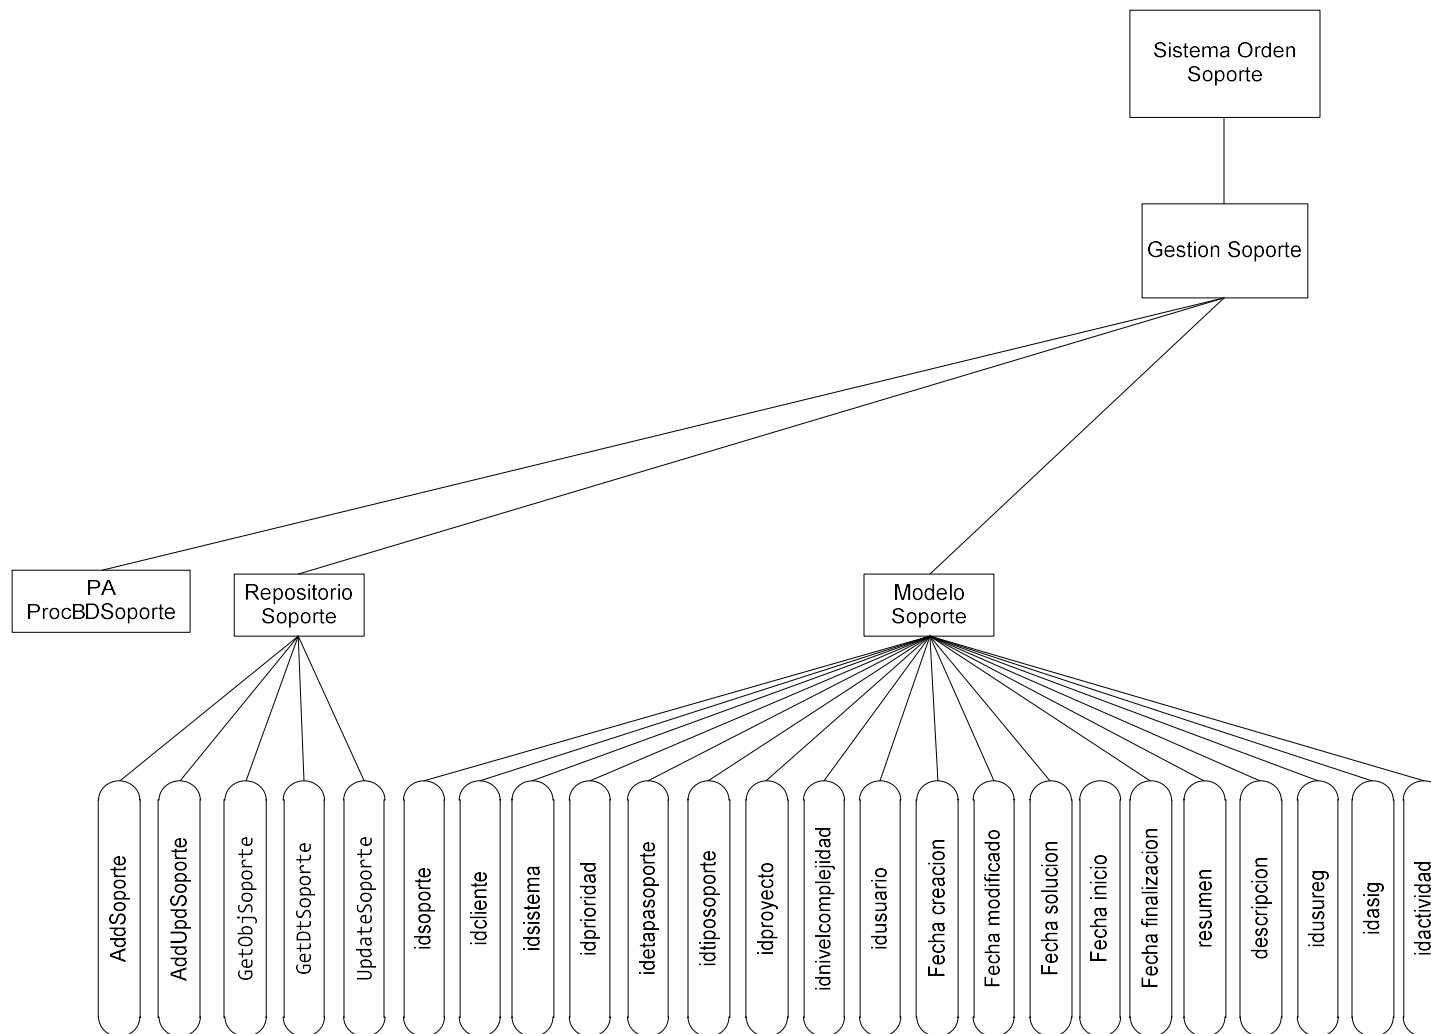 Sistema Orden
Soporte
Gestion Soporte
PA
ProcBDSoporte
Repositorio
Soporte
Modelo
Soporte
AddSoporte
AddUpdSoporte
GetObjSoporte
GetDtSoporte
UpdateSoporte
idsoporte
idcliente
idsistema
idprioridad
idetapasoporte
idtiposoporte
idproyecto
idnivelcomplejidad
idusuario
Fecha creacion
Fecha modificado
Fecha solucion
Fecha inicio
Fecha finalizacion
resumen
descripcion
idusureg
idasig
idactividad